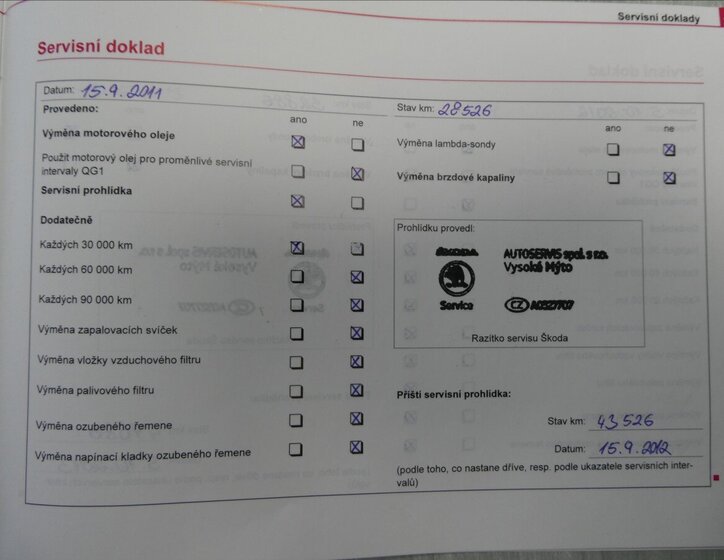 Servisní doklady
Servisní doklad
Datum: 15.9.2011
Stav km: 28526
Provedeno:
ano ne
ano ne
Výměna motorového oleje
Použit motorový olej pro proměnlivé servisní
intervaly QG1
Servisní prohlídka
Dodatečně
Každých 30 000 km
Každých 60 000 km
Každých 90 000 km
Výměna zapalovacích svíček
Výměna vložky vzduchového filtru
Výměna palivového filtru
Výměna ozubeného řemene
Výměna napínací kladky ozubeného řemene
Výměna lambda-sondy
Výměna brzdové kapaliny
Prohlídku provedl:
AUTOSERVIS spol. s r.o.
Vysoké Mýto
Service
CZ
Razítko servisu Škoda
Příští servisní prohlídka:
Stav km: 43526
Datum: 15.9.2012
(podle toho, co nastane dříve, resp. podle ukazatele servisních inter-
valů)